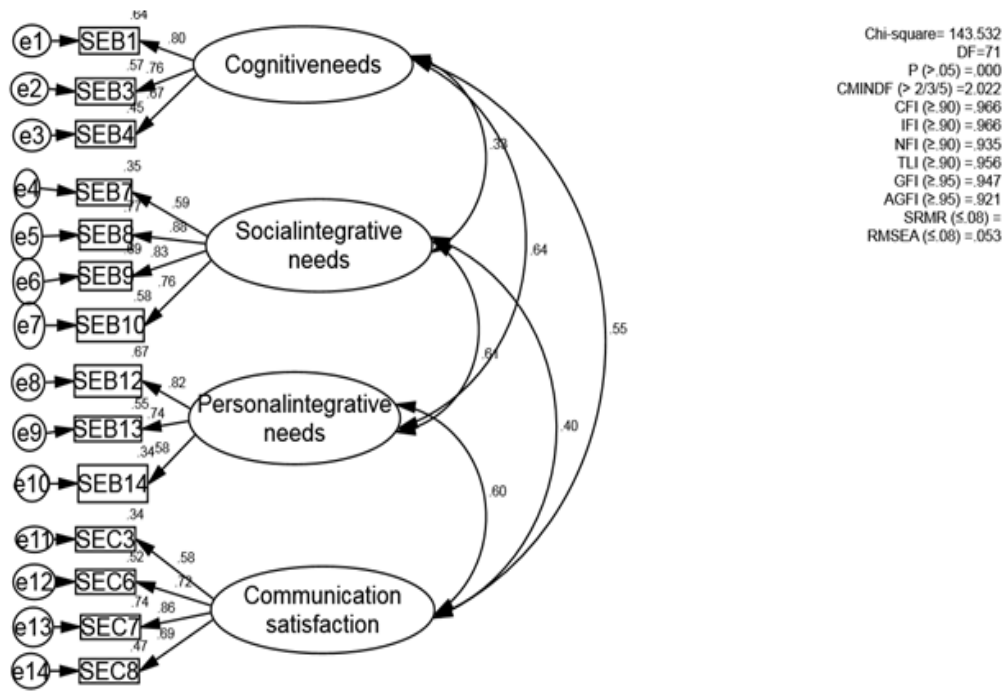 .64
e1
SEB1
.80
Cognitiveneeds
.57
.76
e2
SEB3
.67
.45
e3
SEB4
.35
e4
SEB7
.59
.77
.88
e5
SEB8
Socialintegrative
needs
.83
e6
SEB9
.76
.58
e7
SEB10
.67
e8
SEB12
.82
.55
.74
e9
SEB13
Personalintegrative
needs
.34
.58
e10
SEB14
.34
e11
SEC3
.58
.52
.72
e12
SEC6
Communication
satisfaction
.74
.86
e13
SEC7
.69
.47
e14
SEC8
.33
.64
.55
.61
.40
.60
Chi-square= 143.532
DF=71
P (>.05) =.000
CMINDF (> 2/3/5) =2.022
CFI (≥.90) =.966
IFI (≥.90) =.966
NFI (≥.90) =.935
TLI (≥.90) =.956
GFI (≥.95) =.947
AGFI (≥.95) =.921
SRMR (≤.08) =
RMSEA (≤.08) =.053